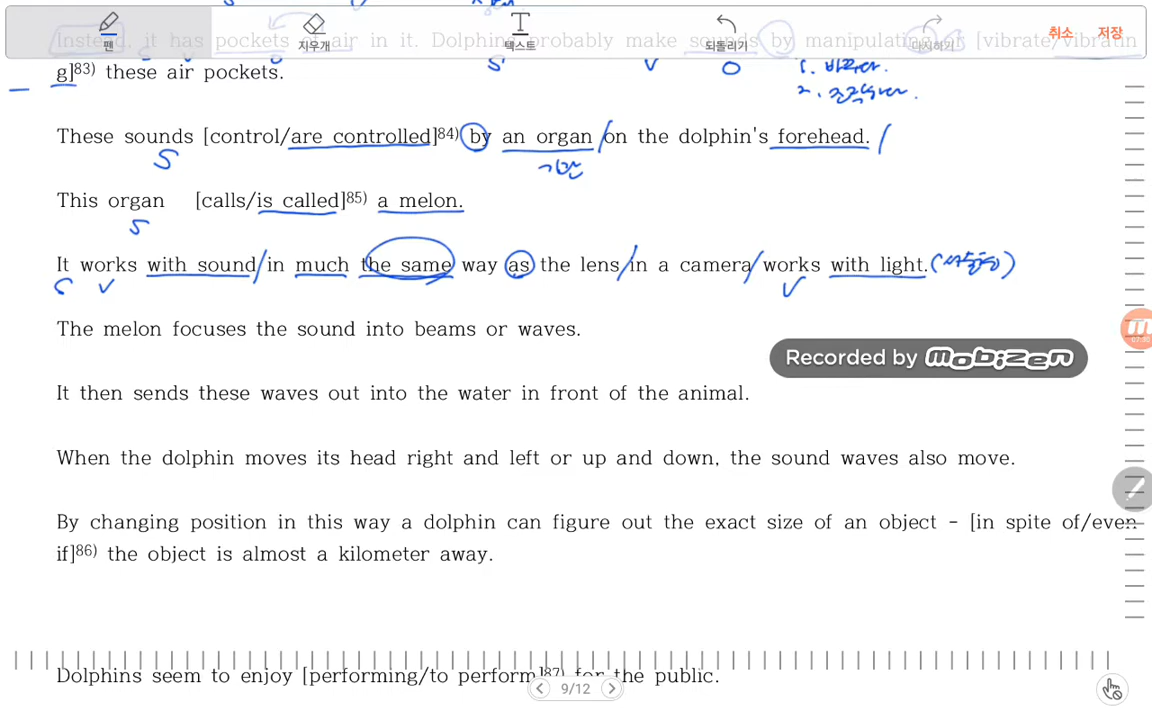 펜
지우개
텍스트
되돌리기
다시하기
취소
저장
Instead, it has pockets of air in it. Dolphins probably make sounds by manipulating [vibrate/vibratin
g]83) these air pockets.
S V O
1. 바꾸다.
2. 조작하다.
These sounds [control/are controlled]84) by an organ/on the dolphin's forehead./
S
기관
This organ [calls/is called]85) a melon.
S
It works with sound/in much the same way as the lens/in a camera/works with light.
S V V
The melon focuses the sound into beams or waves.
07:30
Recorded by mobizen
It then sends these waves out into the water in front of the animal.
When the dolphin moves its head right and left or up and down, the sound waves also move.
By changing position in this way a dolphin can figure out the exact size of an object - [in spite of/even
if]86) the object is almost a kilometer away.
Dolphins seem to enjoy [performing/to perform]87) for the public.
9/12